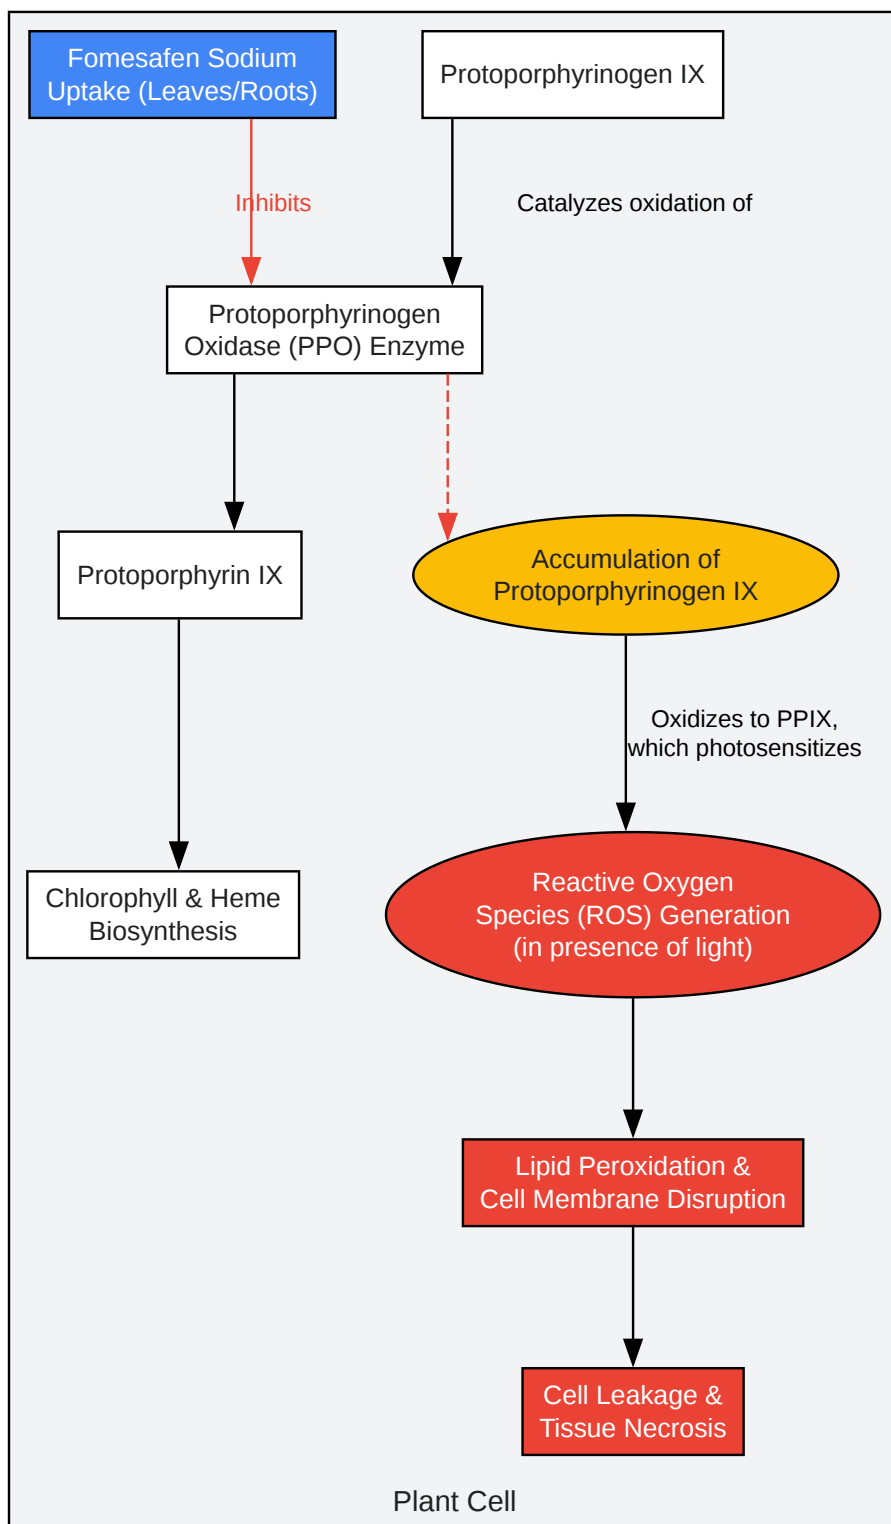 Fomesafen Sodium
Uptake (Leaves/Roots)
Protoporphyrinogen IX
Inhibits
Catalyzes oxidation of
Protoporphyrinogen
Oxidase (PPO) Enzyme
Protoporphyrin IX
Accumulation of
Protoporphyrinogen IX
Oxidizes to PPIX,
which photosensitizes
Chlorophyll & Heme
Biosynthesis
Reactive Oxygen
Species (ROS) Generation
(in presence of light)
Lipid Peroxidation &
Cell Membrane Disruption
Cell Leakage &
Tissue Necrosis
Plant Cell